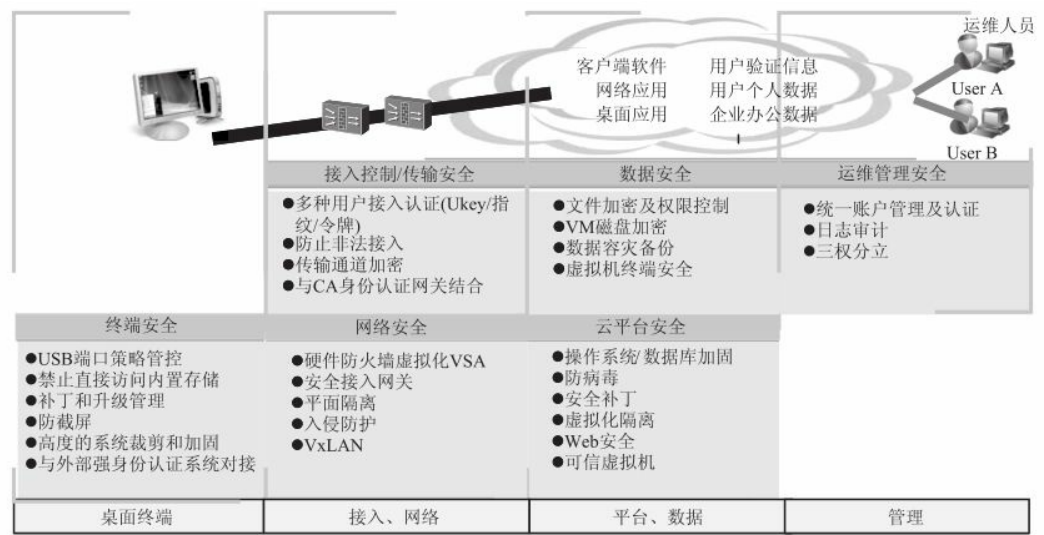 运维人员
客户端软件 用户验证信息
网络应用 用户个人数据
桌面应用 企业办公数据
User A
User B
接入控制/传输安全
●多种用户接入认证(Ukey/指
纹/令牌)
●防止非法接入
●传输通道加密
●与CA身份认证网关结合
数据安全
●文件加密及权限控制
●VM磁盘加密
●数据容灾备份
●虚拟机终端安全
运维管理安全
●统一账户管理及认证
●日志审计
●三权分立
终端安全
●USB端口策略管控
●禁止直接访问内置存储
●补丁和升级管理
●防截屏
●高度的系统裁剪和加固
●与外部强身份认证系统对接
网络安全
●硬件防火墙虚拟化VSA
●安全接入网关
●平面隔离
●入侵防护
●VxLAN
云平台安全
●操作系统/数据库加固
●防病毒
●安全补丁
●虚拟化隔离
●Web安全
●可信虚拟机
桌面终端
接入、网络
平台、数据
管理